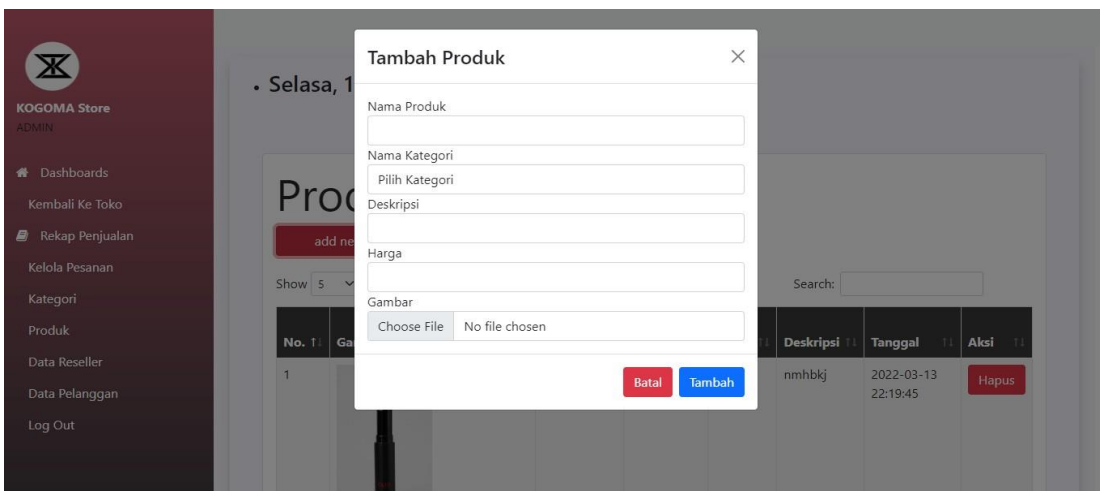 KOGOMA Store
ADMIN
Dashboards
Kembali Ke Toko
Rekap Penjualan
Kelola Pesanan
Kategori
Produk
Data Reseller
Data Pelanggan
Log Out
• Selasa, 1
Tambah Produk
Nama Produk
Nama Kategori
Pilih Kategori
Deskripsi
Harga
Gambar
Choose File No file chosen
Batal Tambah
Prod
add ne
Show 5
Search:
No. Ga Deskripsi Tanggal Aksi
1 nmhbkj 2022-03-13 Hapus
22:19:45